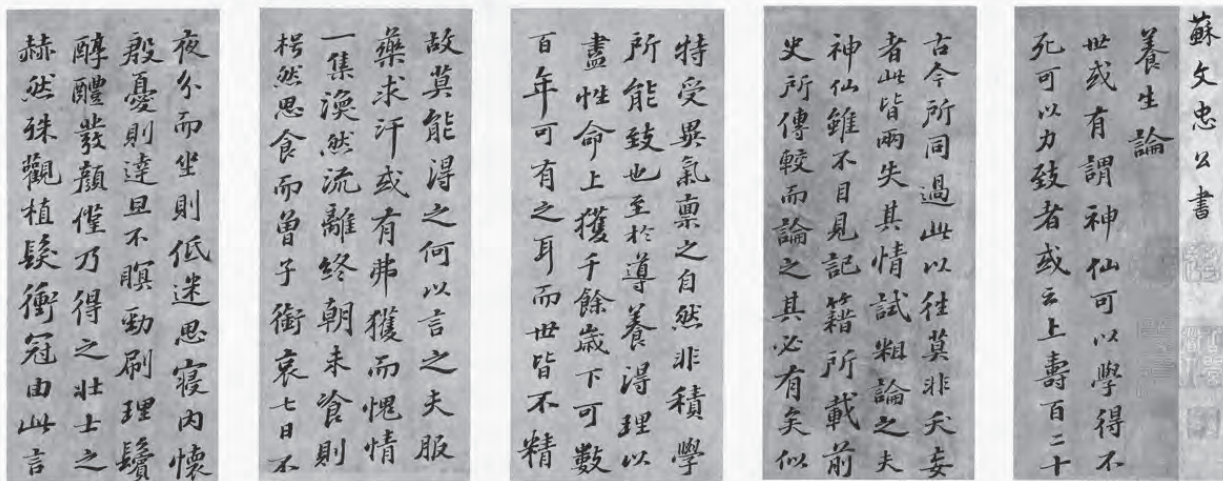 蘇文忠公書
養生論
世或有謂神仙可以學得不
死可以力致者或云上壽百二十
古今所同過此以往莫非夭妄
者此皆兩失其情試粗論之夫
神仙雖不目見記籍所載前
史所傳較而論之其必有矣似
特受異氣稟之自然非積學
所能致也至於導養得理以
盡性命上獲千餘歲下可數
百年可有之耳而世皆不精
故莫能得之何以言之夫服
藥求汗或有弗獲而愧情
一集渙然流離終朝未飡則
枵然思食而曾子銜哀七日不
夜分而坐則低迷思寢內懷
殷憂則達旦不瞑勁刷理鬢
醇醴發顏僅乃得之壯士之
赫然殊觀植髮衝冠由此言